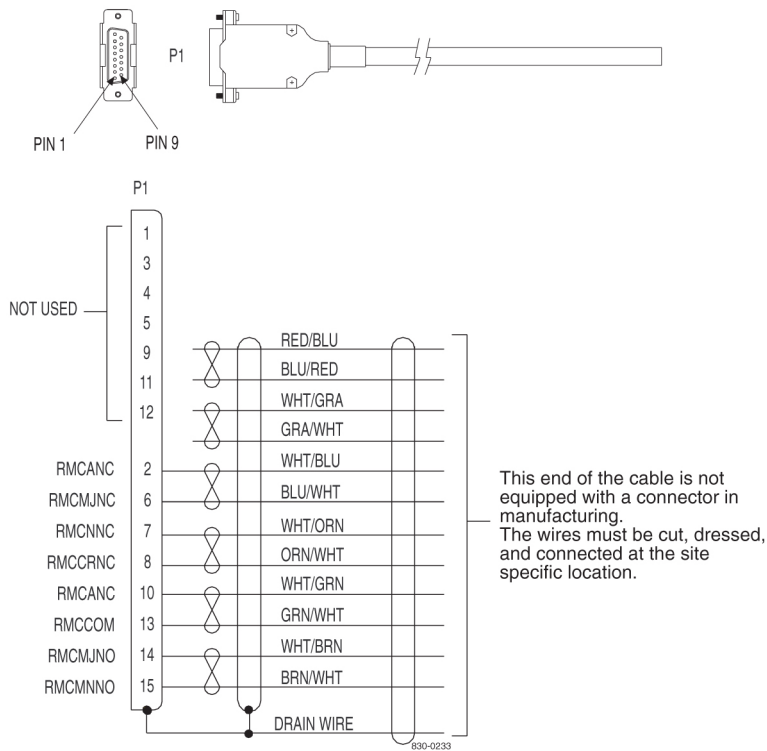 P1
PIN 1
PIN 9
P1
NOT USED
1
3
4
5
9
11
12
RED/BLU
BLU/RED
WHT/GRA
GRA/WHT
RMCANC 2 WHT/BLU
RMCMJNC 6 BLU/WHT
RMCNNC 7 WHT/ORN
RMCCRNC 8 ORN/WHT
RMCANC 10 WHT/GRN
RMCCOM 13 GRN/WHT
RMCMJNO 14 WHT/BRN
RMCMNNO 15 BRN/WHT
DRAIN WIRE
830-0233
This end of the cable is not
equipped with a connector in
manufacturing.
The wires must be cut, dressed,
and connected at the site
specific location.